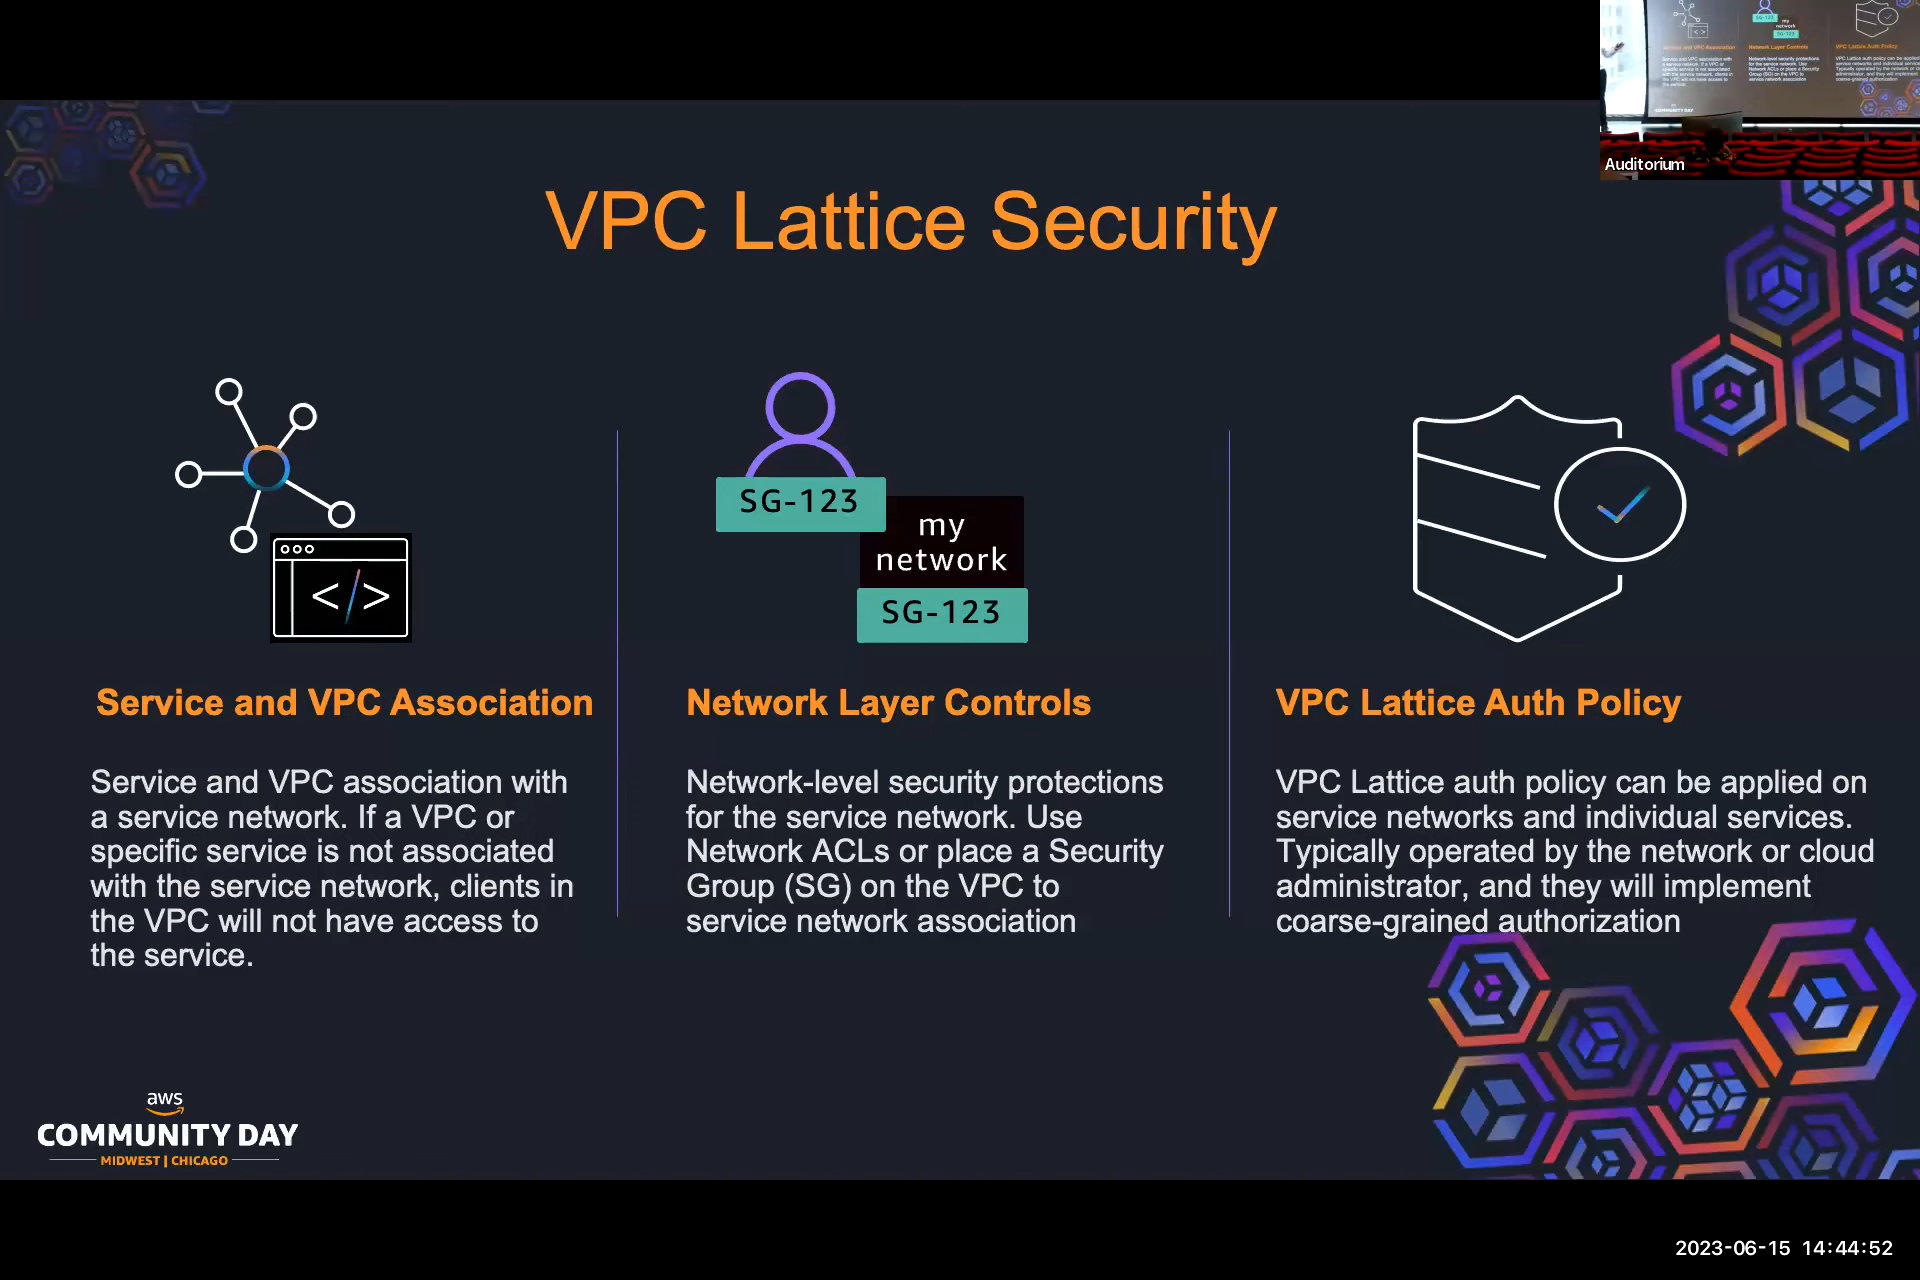 Auditorium
VPC Lattice Security
SG-123
my
network
SG-123
Service and VPC Association
Service and VPC association with
a service network. If a VPC or
specific service is not associated
with the service network, clients in
the VPC will not have access to
the service.
Network Layer Controls
Network-level security protections
for the service network. Use
Network ACLs or place a Security
Group (SG) on the VPC to
service network association
VPC Lattice Auth Policy
VPC Lattice auth policy can be applied on
service networks and individual services.
Typically operated by the network or cloud
administrator, and they will implement
coarse-grained authorization
aws
COMMUNITY DAY
MIDWEST | CHICAGO
2023-06-15 14:44:52